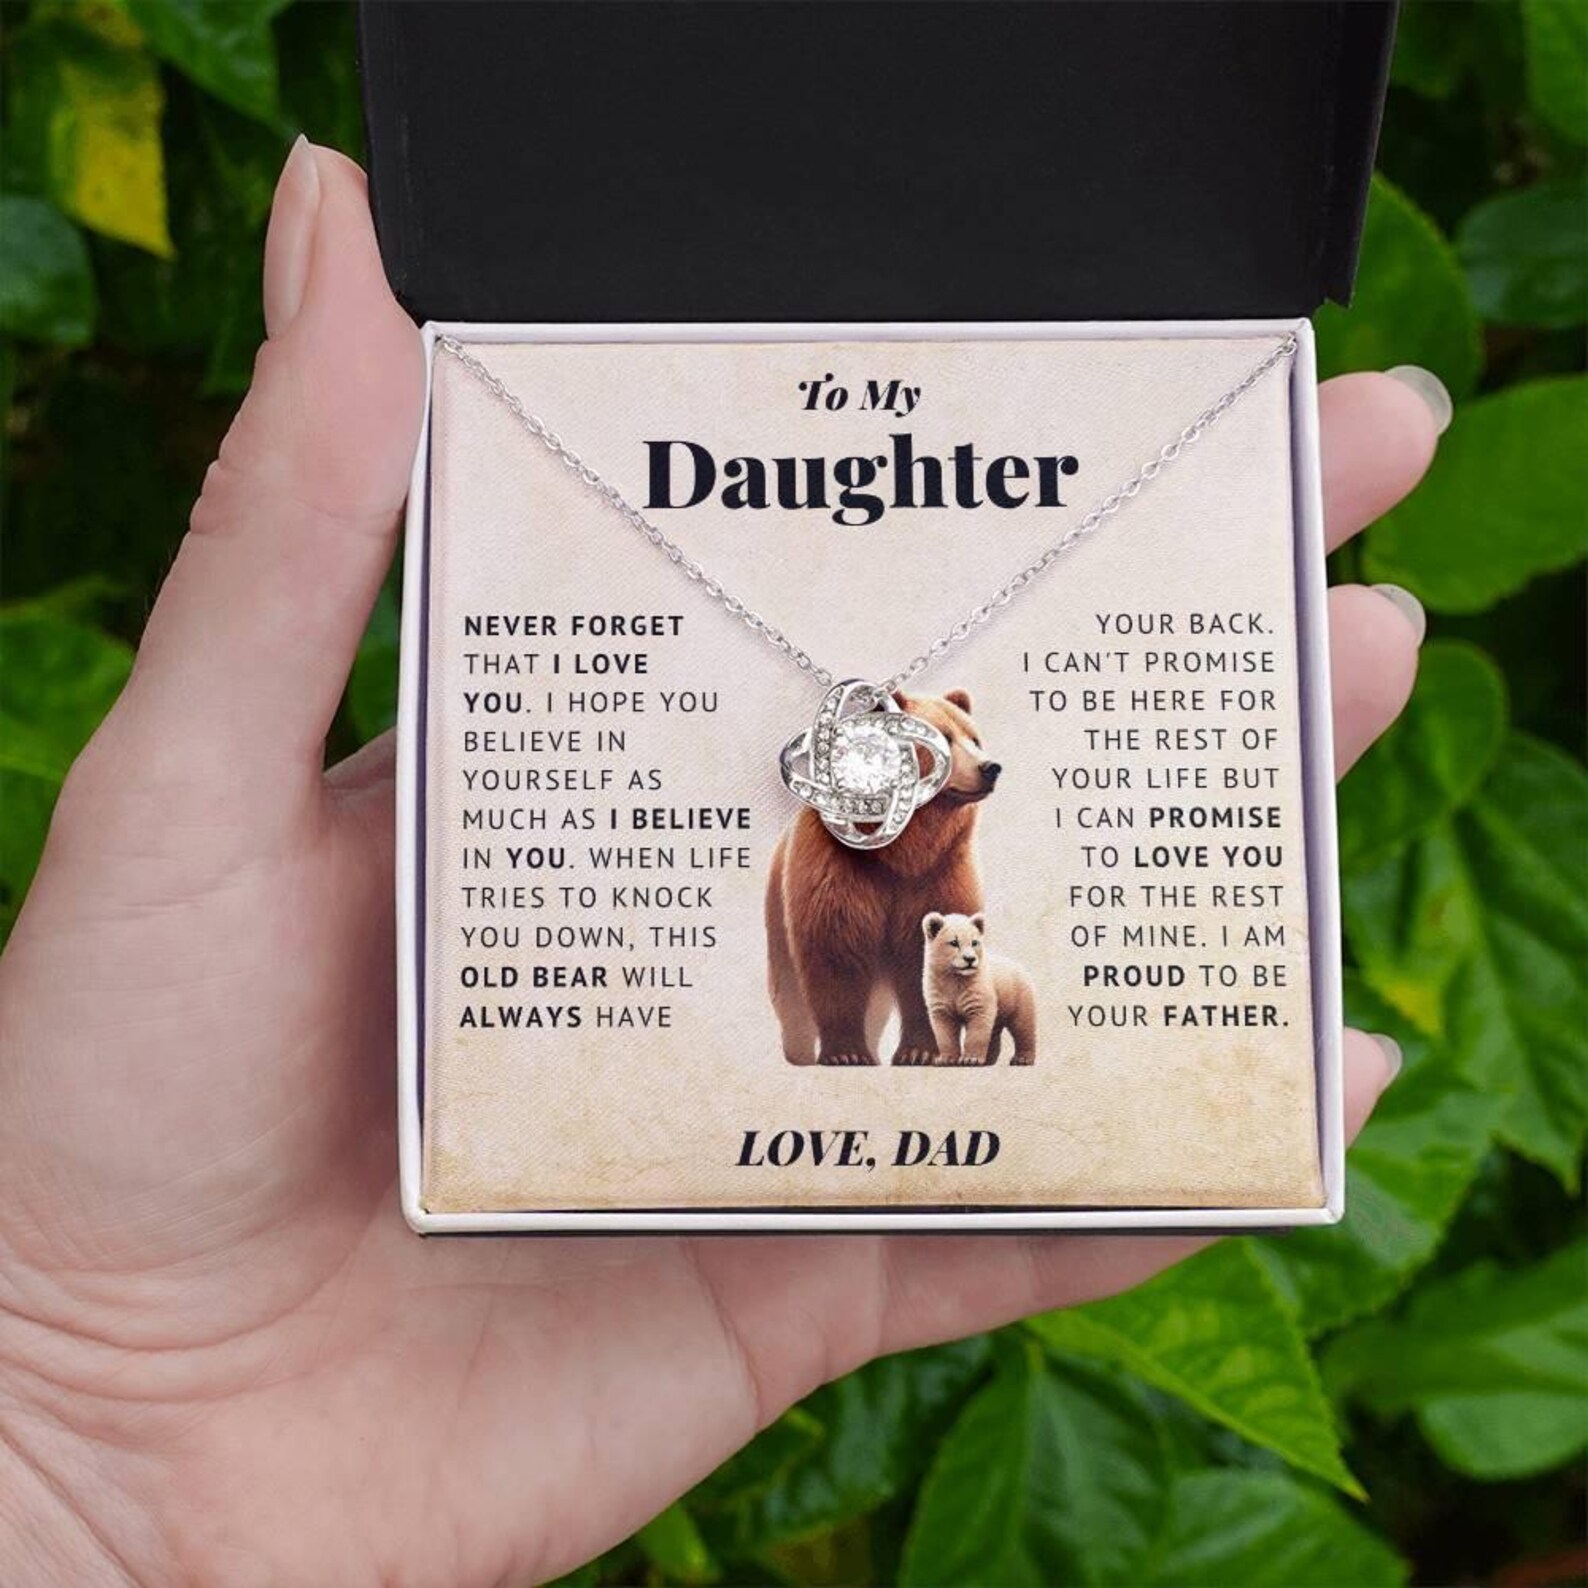 To My
Daughter
NEVER FORGET
THAT I LOVE
YOU. I HOPE YOU
BELIEVE IN
YOURSELF AS
MUCH AS I BELIEVE
IN YOU. WHEN LIFE
TRIES TO KNOCK
YOU DOWN, THIS
OLD BEAR WILL
ALWAYS HAVE
YOUR BACK.
I CAN'T PROMISE
TO BE HERE FOR
THE REST OF
YOUR LIFE BUT
I CAN PROMISE
TO LOVE YOU
FOR THE REST
OF MINE. I AM
PROUD TO BE
YOUR FATHER.
LOVE, DAD